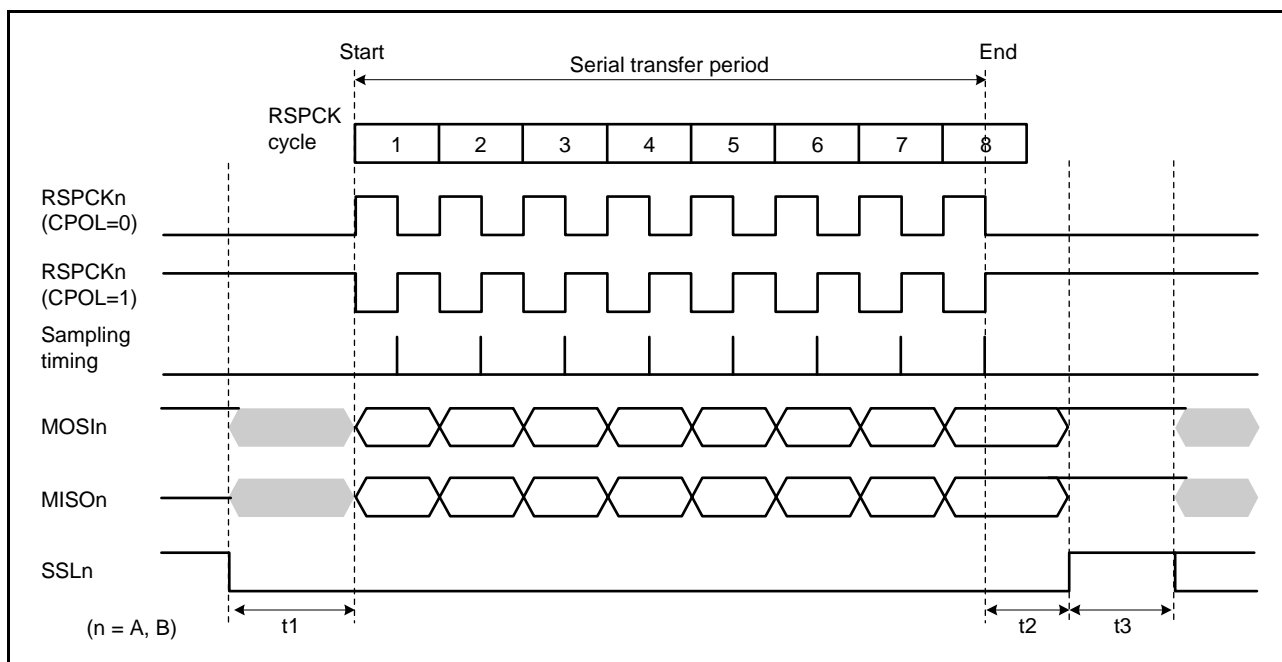 Start
End
Serial transfer period
RSPCK
cycle
1 2 3 4 5 6 7 8
RSPCKn
(CPOL=0)
RSPCKn
(CPOL=1)
Sampling
timing
MOSIn
MISOn
SSLn
(n = A, B)
t1
t2
t3